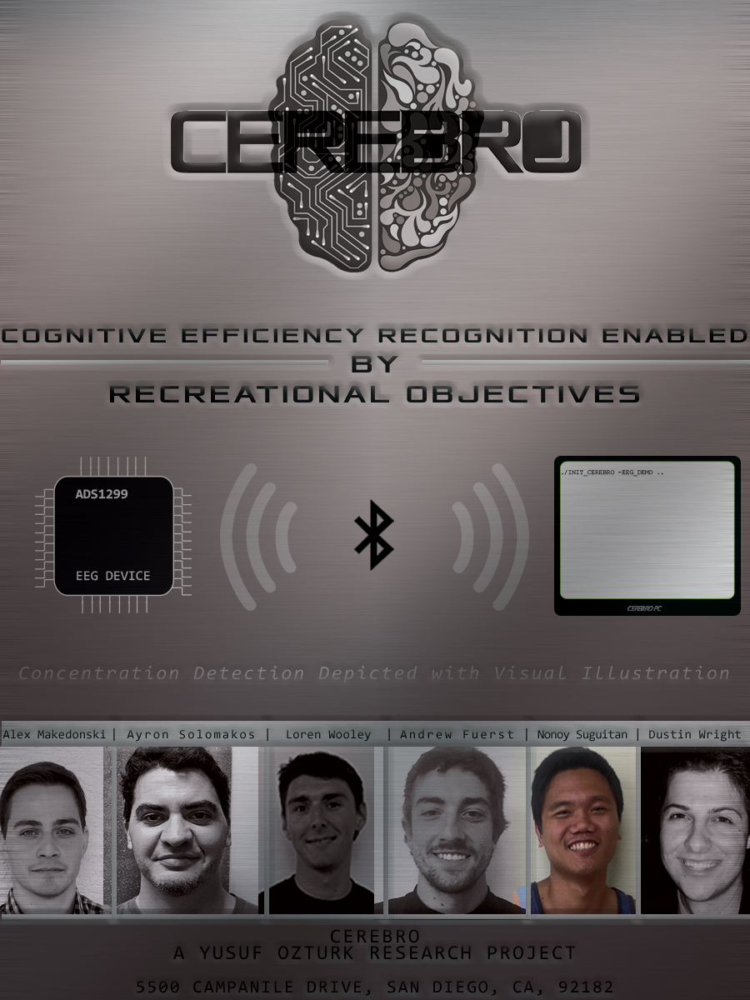 CEREBRO
COGNITIVE EFFICIENCY RECOGNITION ENABLED
BY
RECREATIONAL OBJECTIVES
ADS1299
EEG DEVICE
./INIT_CEREBRO -EEG_DEMO ..
CEREBRO PC
Concentration Detection Depicted with Visual Illustration
Alex Makedonski | Ayron Solomakos | Loren Wooley | Andrew Fuerst | Nonoy Suguitan | Dustin Wright
CEREBRO
A YUSUF OZTURK RESEARCH PROJECT
5500 CAMPANILE DRIVE, SAN DIEGO, CA, 92182